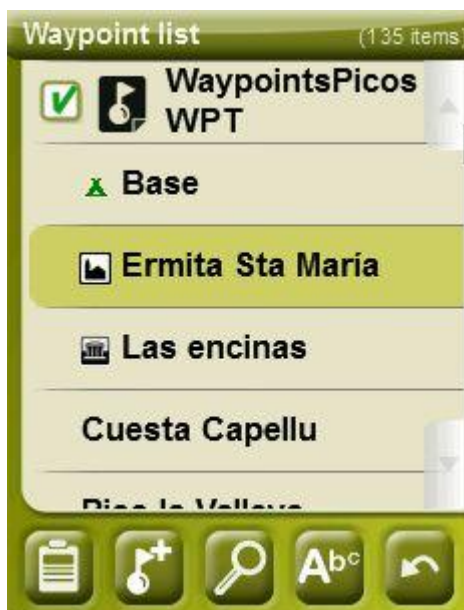 Waypoint list (135 items)
WaypointsPicos
WPT
Base
Ermita Sta María
Las encinas
Cuesta Capellu
Abc